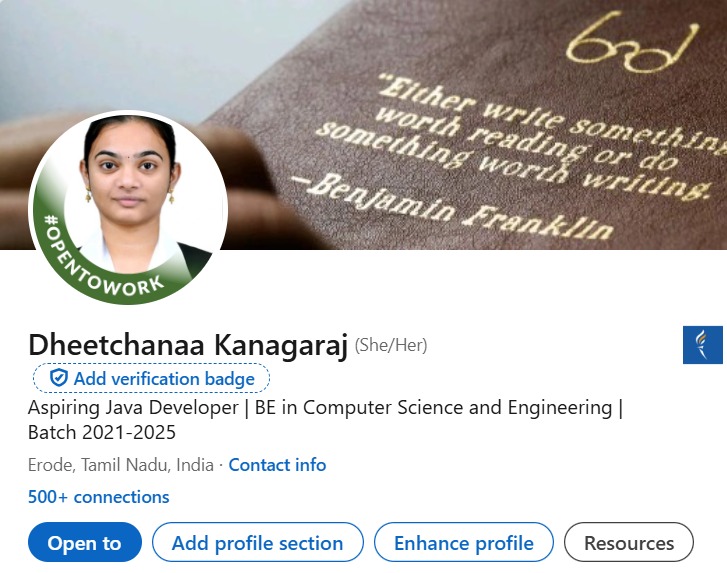 "Either write somethin
worth reading or do
something worth writing.
—Benjamin Franklin
#OPENTOWORK
Dheetchanaa Kanagaraj (She/Her)
Add verification badge
Aspiring Java Developer | BE in Computer Science and Engineering |
Batch 2021-2025
Erode, Tamil Nadu, India · Contact info
500+ connections
Open to
Add profile section
Enhance profile
Resources